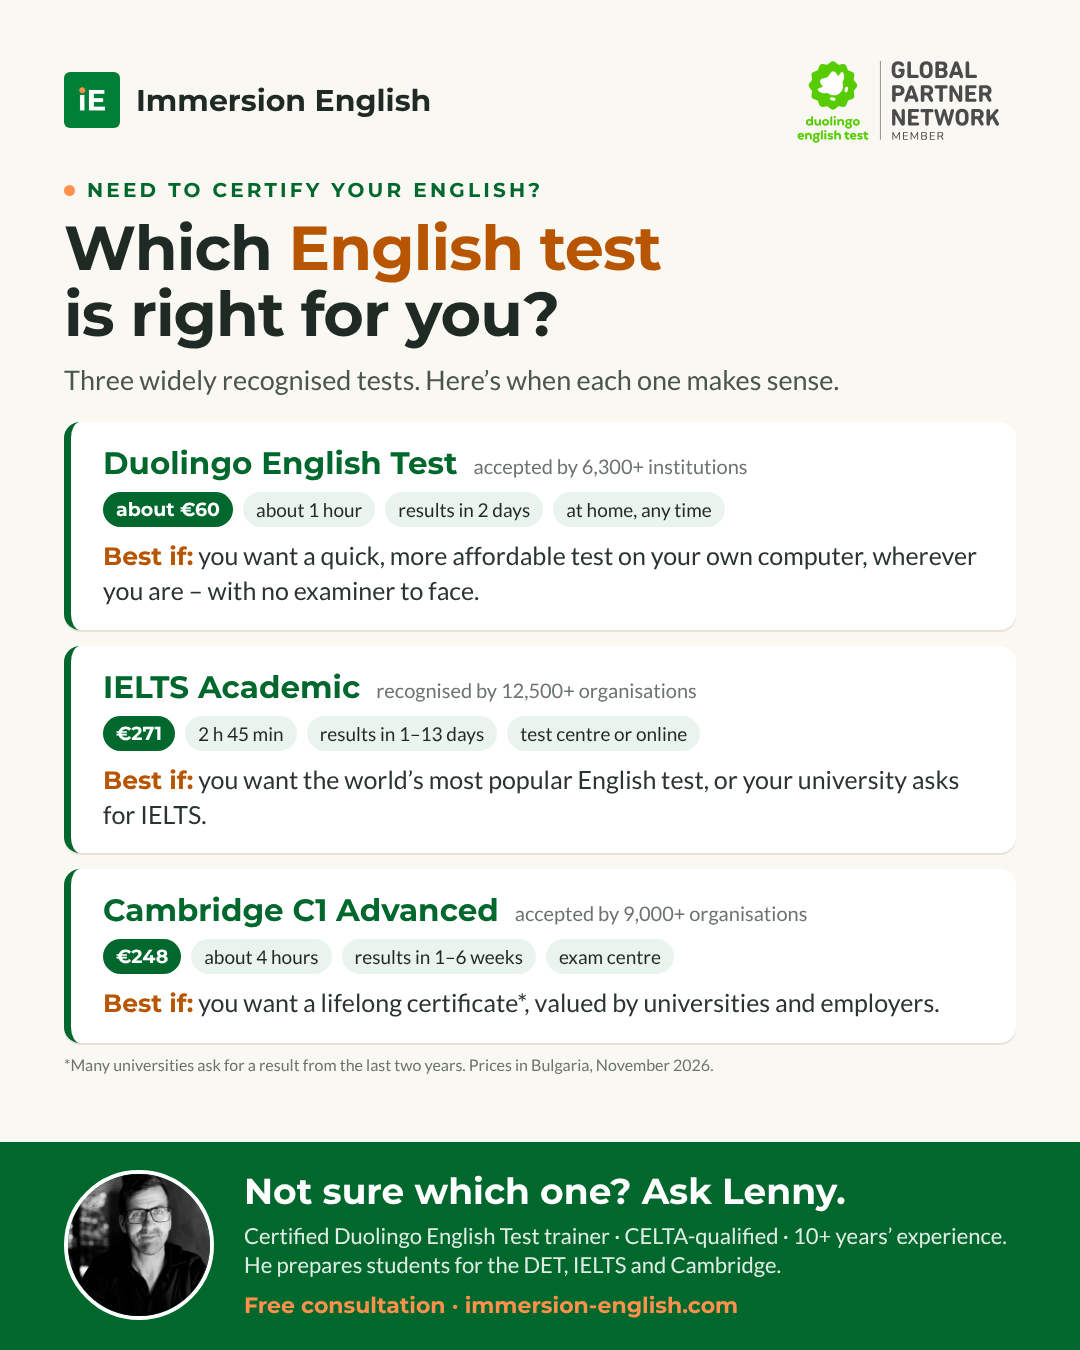 iE
Immersion English
duolingo
english test
GLOBAL
PARTNER
NETWORK
MEMBER
NEED TO CERTIFY YOUR ENGLISH?
Which English test
is right for you?
Three widely recognised tests. Here’s when each one makes sense.
Duolingo English Test accepted by 6,300+ institutions
about €60 about 1 hour results in 2 days at home, any time
Best if: you want a quick, more affordable test on your own computer, wherever
you are – with no examiner to face.
IELTS Academic recognised by 12,500+ organisations
€271 2 h 45 min results in 1–13 days test centre or online
Best if: you want the world’s most popular English test, or your university asks
for IELTS.
Cambridge C1 Advanced accepted by 9,000+ organisations
€248 about 4 hours results in 1–6 weeks exam centre
Best if: you want a lifelong certificate*, valued by universities and employers.
*Many universities ask for a result from the last two years. Prices in Bulgaria, November 2026.
Not sure which one? Ask Lenny.
Certified Duolingo English Test trainer · CELTA-qualified · 10+ years’ experience.
He prepares students for the DET, IELTS and Cambridge.
Free consultation · immersion-english.com